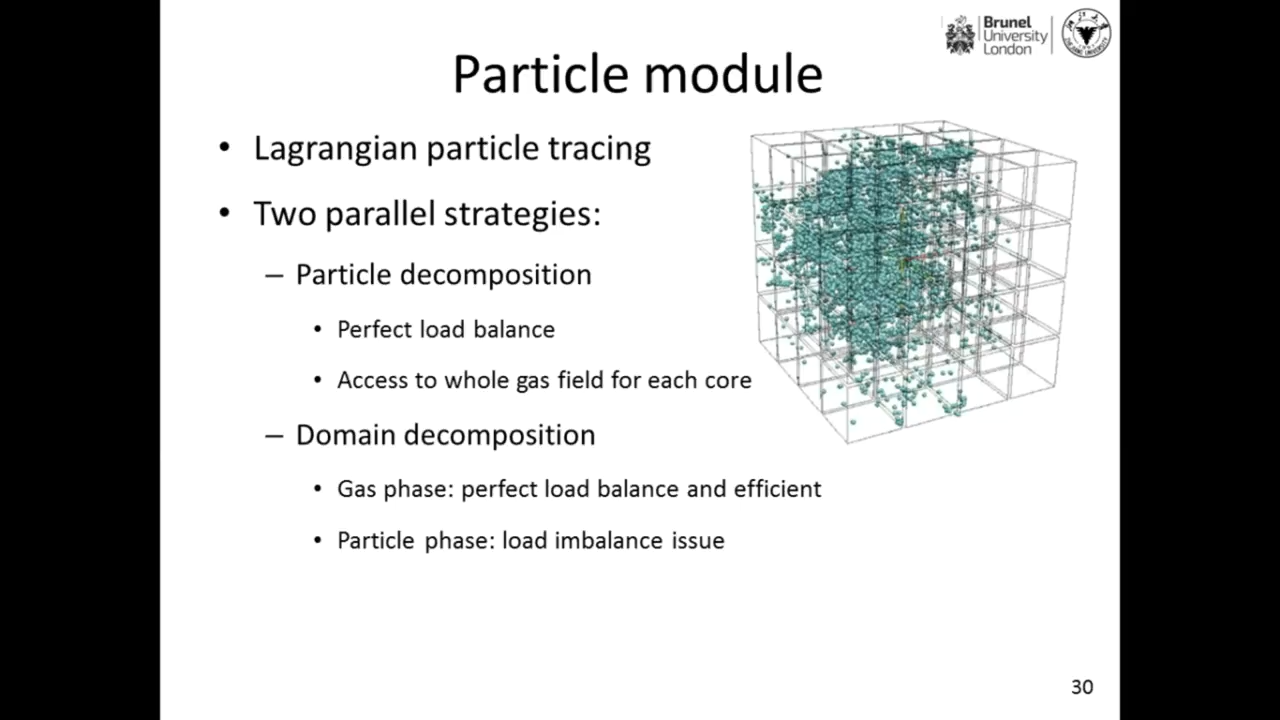 Brunel
University
London
Particle module
• Lagrangian particle tracing
• Two parallel strategies:
– Particle decomposition
• Perfect load balance
• Access to whole gas field for each core
– Domain decomposition
• Gas phase: perfect load balance and efficient
• Particle phase: load imbalance issue
30